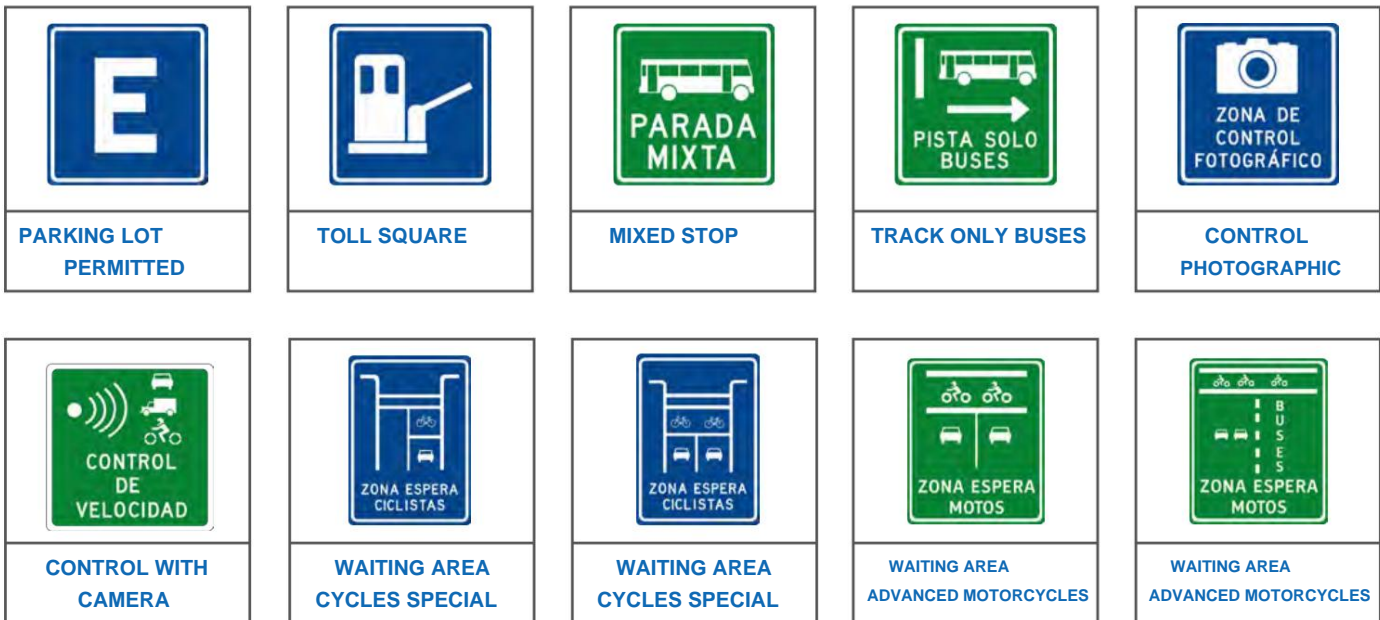 E
PARADA
MIXTA
PISTA SOLO
BUSES
ZONA DE
CONTROL
FOTOGRÁFICO
PARKING LOT
PERMITTED
TOLL SQUARE
MIXED STOP
TRACK ONLY BUSES
CONTROL
PHOTOGRAPHIC
CONTROL
DE
VELOCIDAD
ZONA ESPERA
CICLISTAS
ZONA ESPERA
CICLISTAS
ZONA ESPERA
MOTOS
BUSES
ZONA ESPERA
MOTOS
CONTROL WITH
CAMERA
WAITING AREA
CYCLES SPECIAL
WAITING AREA
CYCLES SPECIAL
WAITING AREA
ADVANCED MOTORCYCLES
WAITING AREA
ADVANCED MOTORCYCLES